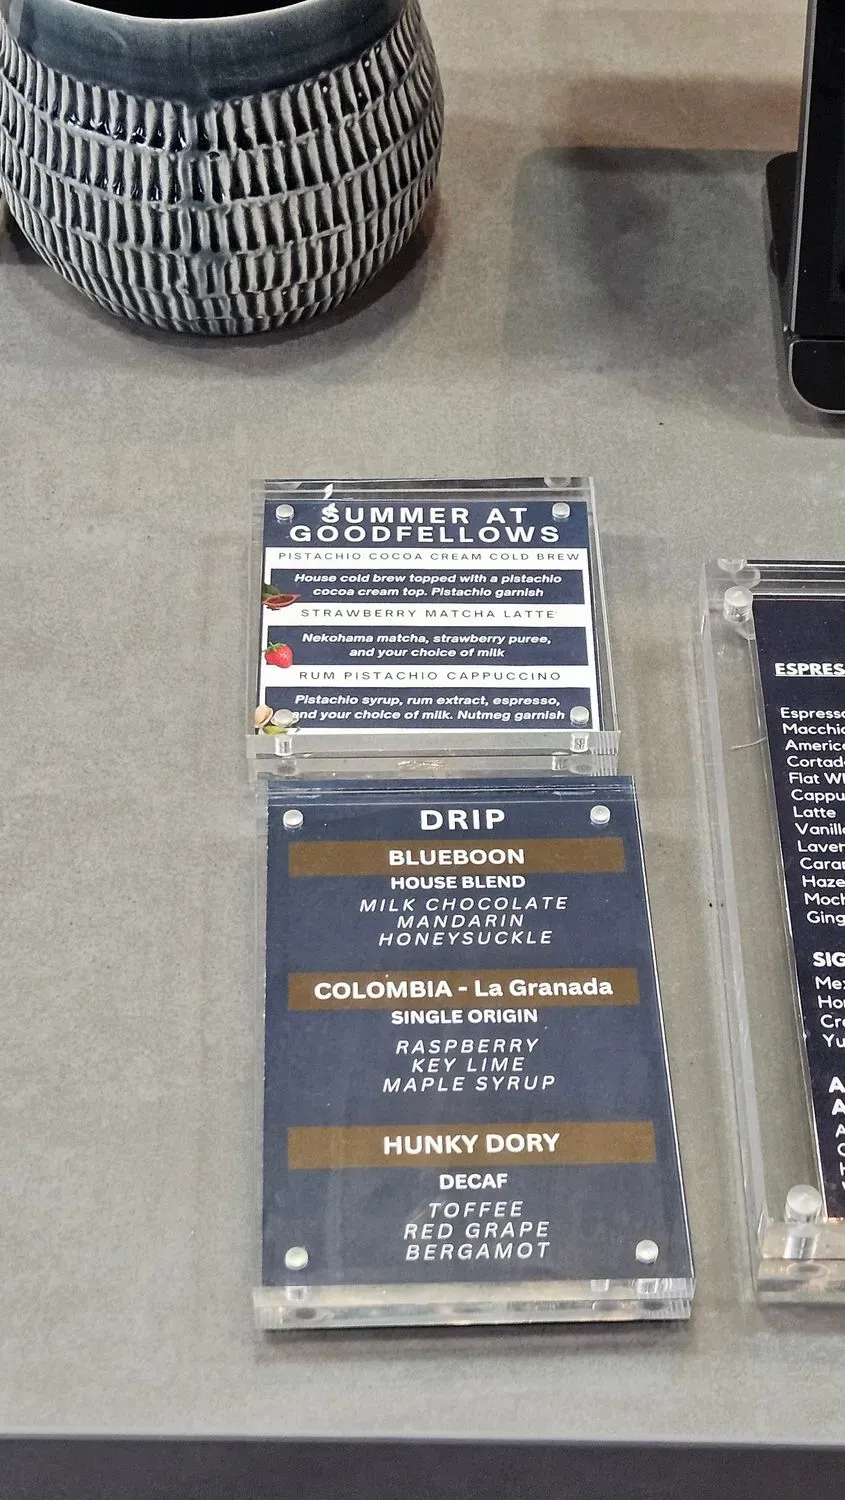 SUMMER AT
GOODFELLOWS
PISTACHIO COCOA CREAM COLD BREW
House cold brew topped with a pistachio
cocoa cream top. Pistachio garnish
STRAWBERRY MATCHA LATTE
Nekohama matcha, strawberry puree,
and your choice of milk
RUM PISTACHIO CAPPUCCINO
Pistachio syrup, rum extract, espresso,
and your choice of milk. Nutmeg garnish
DRIP
BLUEBOON
HOUSE BLEND
MILK CHOCOLATE
MANDARIN
HONEYSUCKLE
COLOMBIA - La Granada
SINGLE ORIGIN
RASPBERRY
KEY LIME
MAPLE SYRUP
HUNKY DORY
DECAF
TOFFEE
RED GRAPE
BERGAMOT
Latte